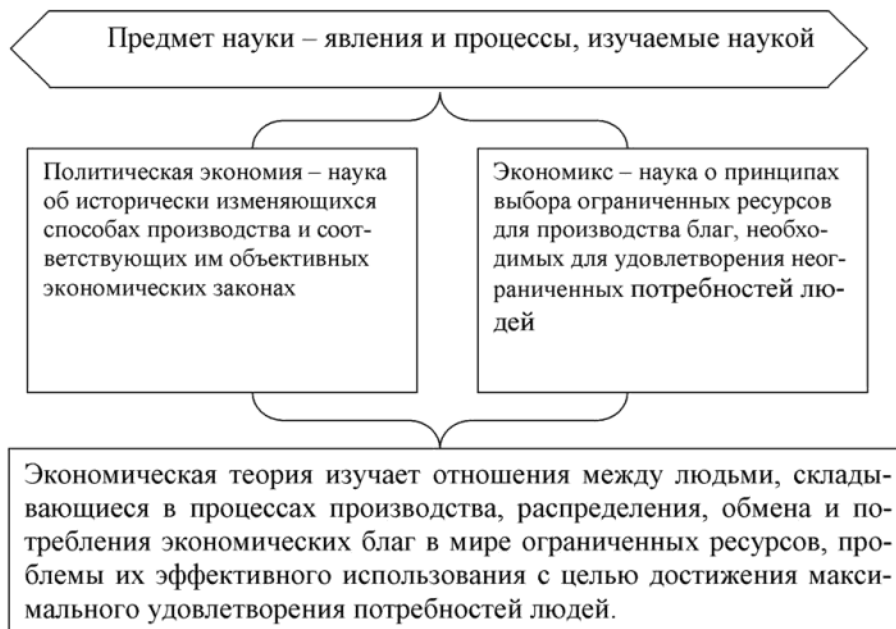 Предмет науки – явления и процессы, изучаемые наукой
Политическая экономия – наука
об исторически изменяющихся
способах производства и соот-
ветствующих им объективных
экономических законах
Экономикс – наука о принципах
выбора ограниченных ресурсов
для производства благ, необхо-
димых для удовлетворения неог-
раниченных потребностей лю-
дей
Экономическая теория изучает отношения между людьми, склады-
вающиеся в процессах производства, распределения, обмена и по-
требления экономических благ в мире ограниченных ресурсов, про-
блемы их эффективного использования с целью достижения макси-
мального удовлетворения потребностей людей.